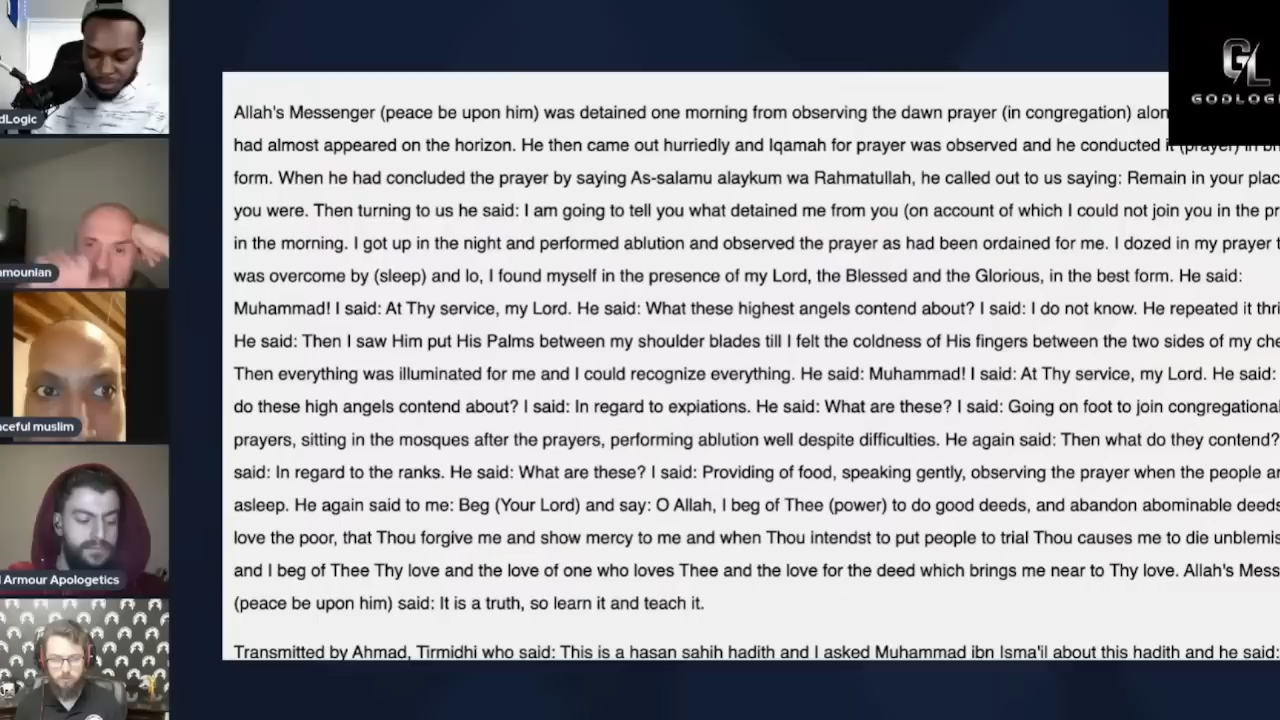 Allah's Messenger (peace be upon him) was detained one morning from observing the dawn prayer (in congregation)
had almost appeared on the horizon. He then came out hurriedly and Iqamah for prayer was observed and he conducted it (prayer) in
form. When he had concluded the prayer by saying As-salamu alaykum wa Rahmatullah, he called out to us saying: Remain in your
you were. Then turning to us he said: I am going to tell you what detained me from you (on account of which I could not join you in the
in the morning. I got up in the night and performed ablution and observed the prayer as had been ordained for me. I dozed in my prayer
was overcome by (sleep) and lo, I found myself in the presence of my Lord, the Blessed and the Glorious, in the best form. He said:
Muhammad! I said: At Thy service, my Lord. He said: What these highest angels contend about? I said: I do not know. He repeated it
He said: Then I saw Him put His Palms between my shoulder blades till I felt the coldness of His fingers between the two sides of my
Then everything was illuminated for me and I could recognize everything. He said: Muhammad! I said: At Thy service, my Lord. He said:
do these high angels contend about? I said: In regard to expiations. He said: What are these? I said: Going on foot to join congregational
prayers, sitting in the mosques after the prayers, performing ablution well despite difficulties. He again said: Then what do they contend?
said: In regard to the ranks. He said: What are these? I said: Providing of food, speaking gently, observing the prayer when the people
asleep. He again said to me: Beg (Your Lord) and say: O Allah, I beg of Thee (power) to do good deeds, and abandon abominable deeds
love the poor, that Thou forgive me and show mercy to me and when Thou intendst to put people to trial Thou causes me to die
and I beg of Thee Thy love and the love of one who loves Thee and the love for the deed which brings me near to Thy love. Allah's
(peace be upon him) said: It is a truth, so learn it and teach it.
Transmitted by Ahmad, Tirmidhi who said: This is a hasan sahih hadith and I asked Muhammad ibn Isma'il about this hadith and he said:
GL
GODLOGI
dLogic
amounian
aceful muslim
Armour Apologetics